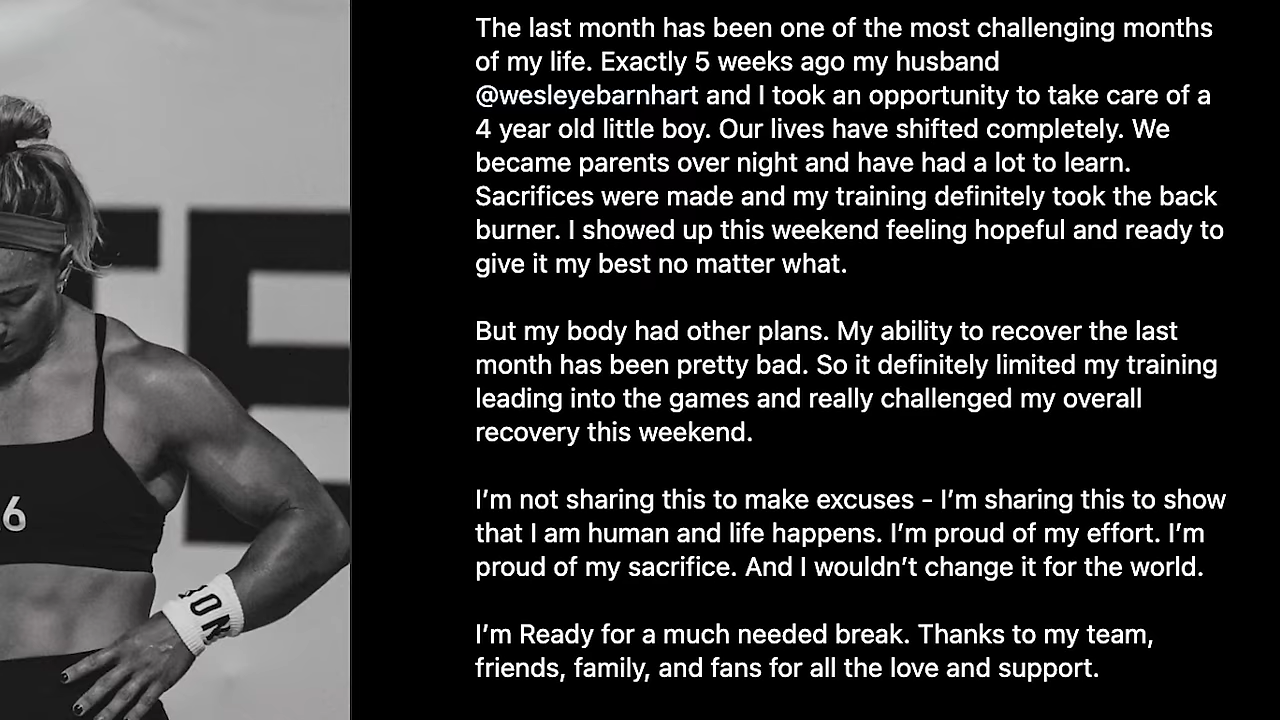 The last month has been one of the most challenging months
of my life. Exactly 5 weeks ago my husband
@wesleyebarnhart and I took an opportunity to take care of a
4 year old little boy. Our lives have shifted completely. We
became parents over night and have had a lot to learn.
Sacrifices were made and my training definitely took the back
burner. I showed up this weekend feeling hopeful and ready to
give it my best no matter what.
But my body had other plans. My ability to recover the last
month has been pretty bad. So it definitely limited my training
leading into the games and really challenged my overall
recovery this weekend.
I’m not sharing this to make excuses - I’m sharing this to show
that I am human and life happens. I’m proud of my effort. I’m
proud of my sacrifice. And I wouldn’t change it for the world.
I’m Ready for a much needed break. Thanks to my team,
friends, family, and fans for all the love and support.
6